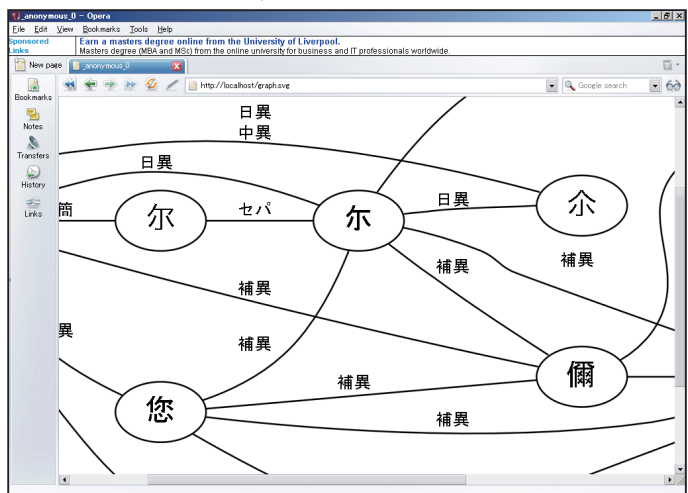 _anonymous_0 - Opera
File Edit View Bookmarks Tools Help
Sponsored Links
Earn a masters degree online from the University of Liverpool.
Masters degree (MBA and MSc) from the online university for business and IT professionals worldwide.
New page
_anonymous_0
http://localhost/graph.svg
Google search
Bookmarks
Notes
Transfers
History
Links
日異
中異
日異
簡
尔
セパ
尓
日異
尒
補異
補異
補異
異
補異
補異
儞
您
補異